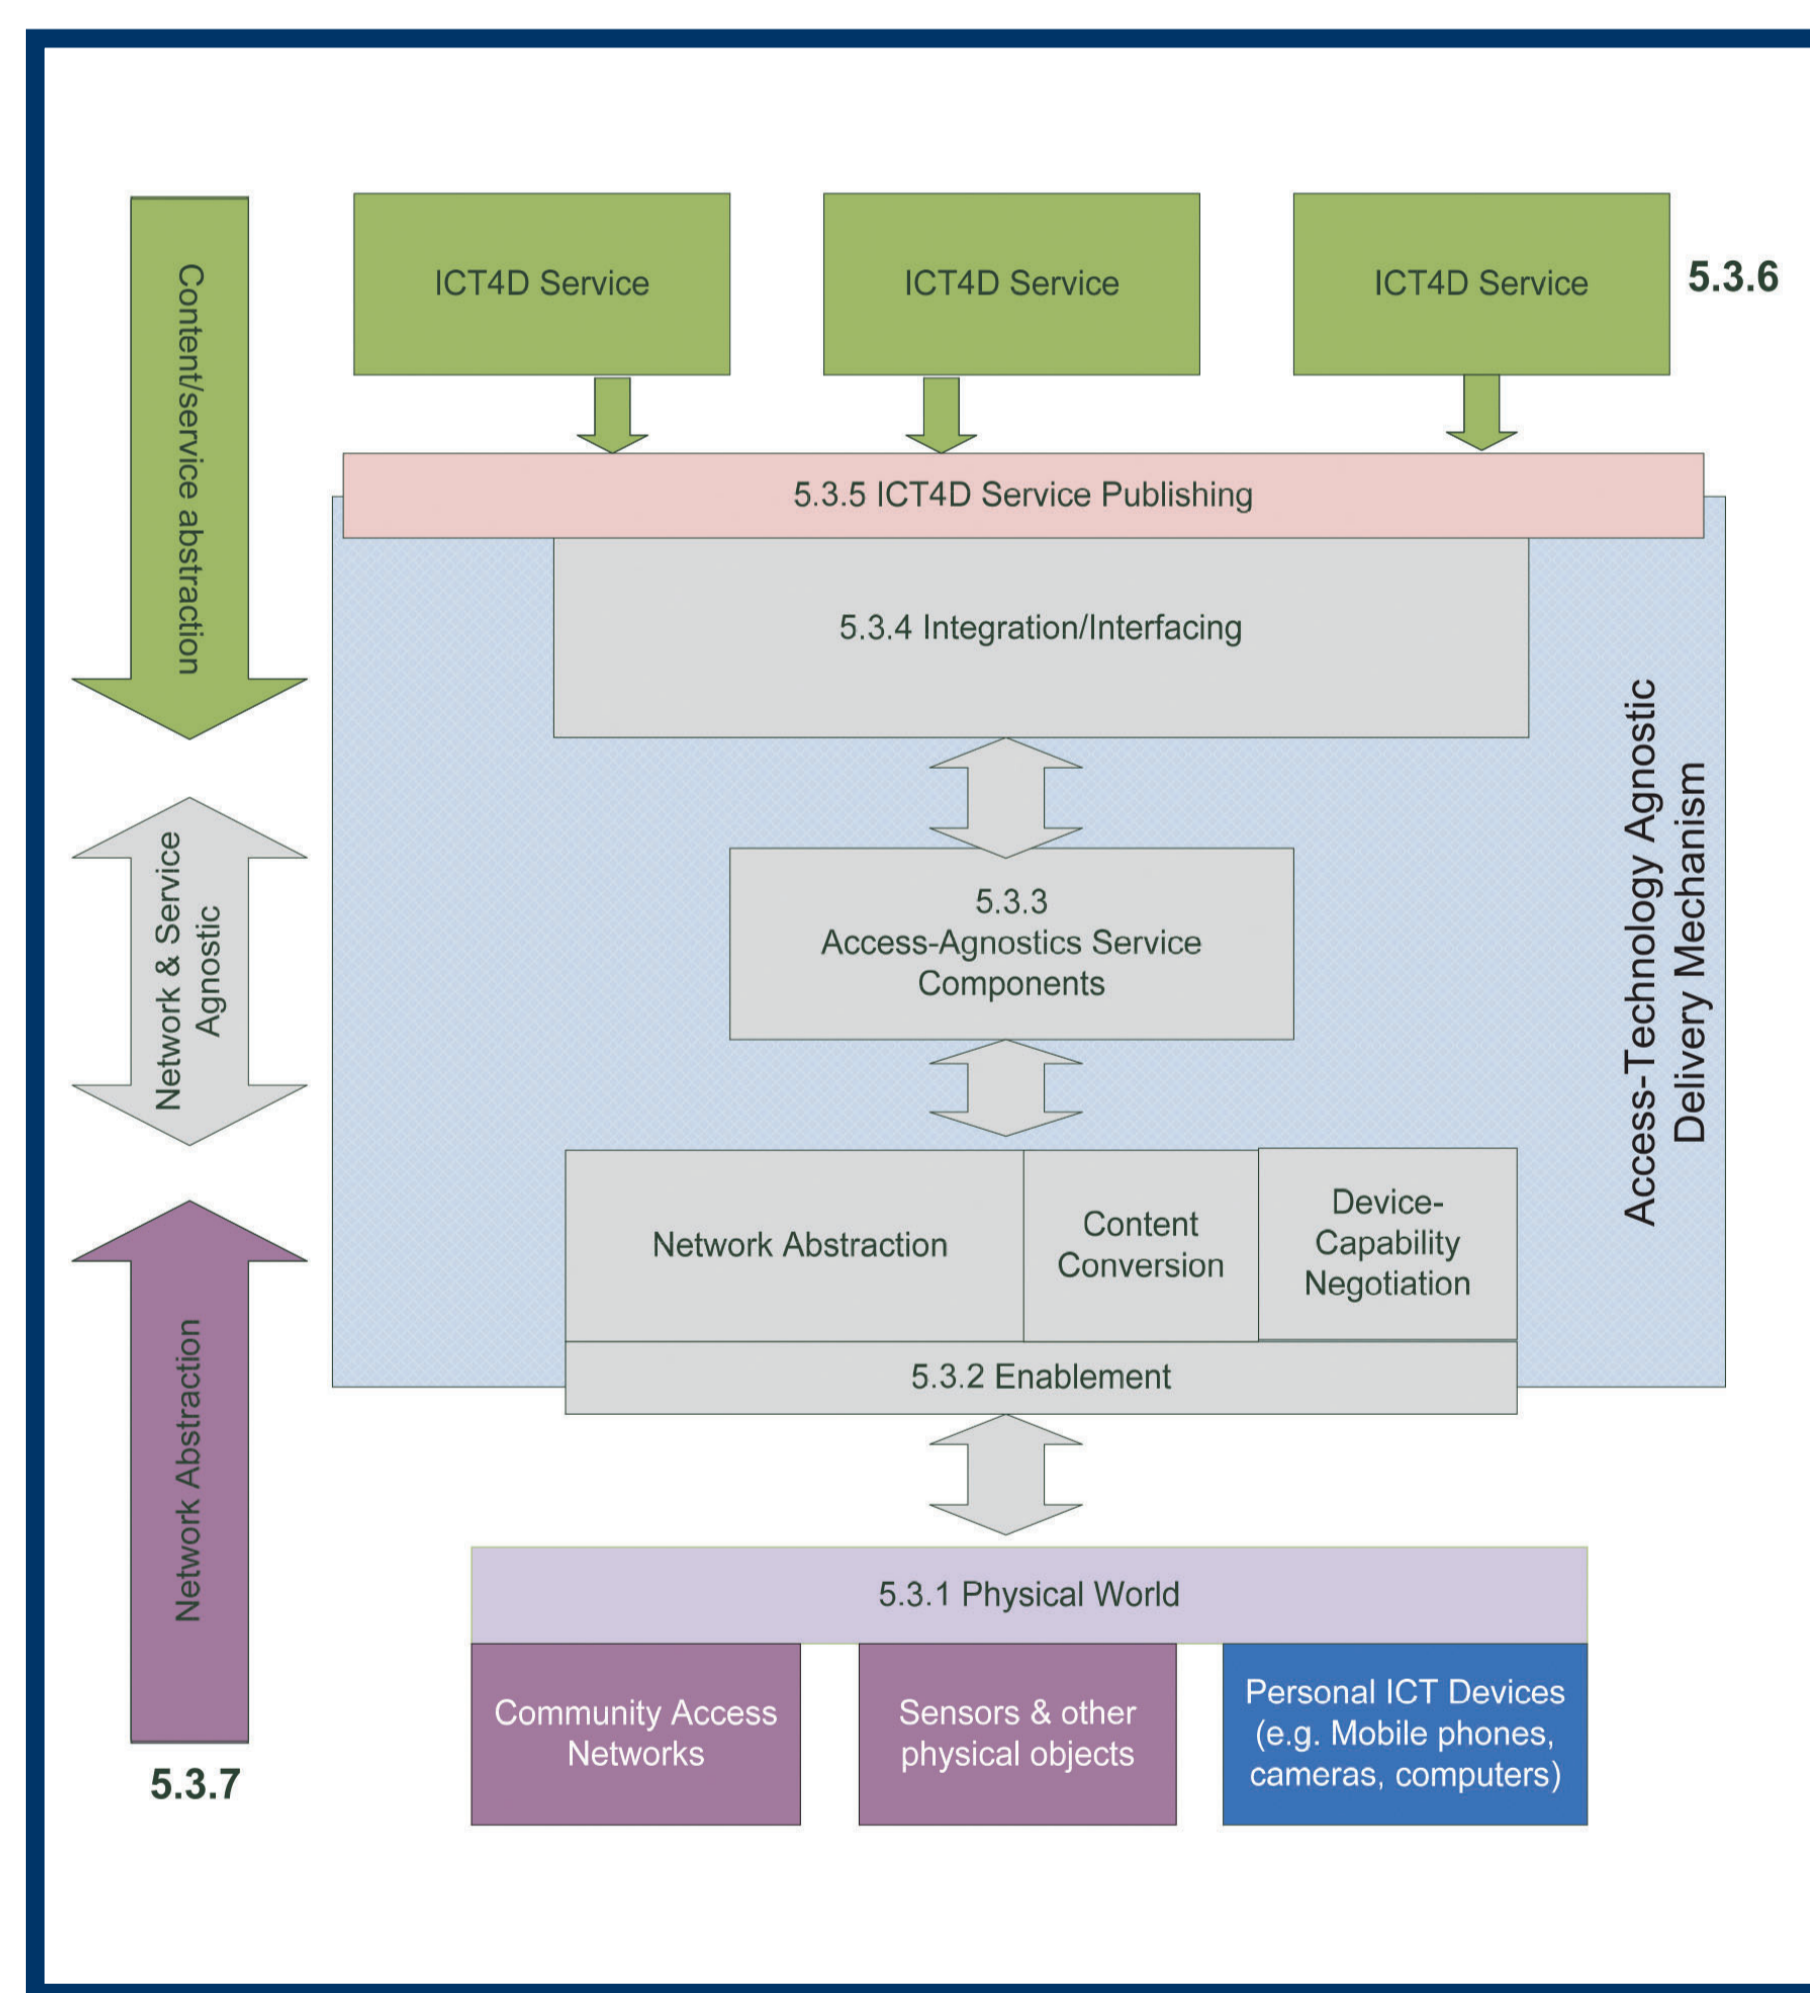 Content/service abstraction
ICT4D Service
ICT4D Service
ICT4D Service
5.3.6
5.3.5 ICT4D Service Publishing
5.3.4 Integration/Interfacing
Network & Service
Agnostic
5.3.3
Access-Agnostics Service
Components
Access-Technology Agnostic
Delivery Mechanism
Network Abstraction
Content
Conversion
Device-
Capability
Negotiation
5.3.2 Enablement
Network Abstraction
5.3.7
5.3.1 Physical World
Community Access
Networks
Sensors & other
physical objects
Personal ICT Devices
(e.g. Mobile phones,
cameras, computers)